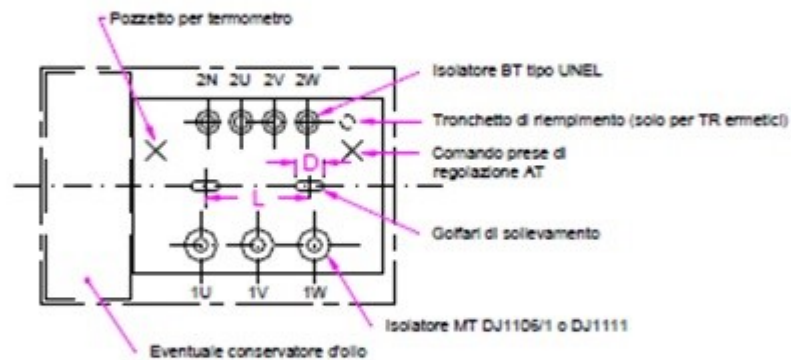 Pozzetto per termometro
2N 2U 2V 2W
Isolatore BT tipo UNEL
Tronchetto di riempimento (solo per TR ermetici)
Comando prese di
regolazione AT
D
L
Golfari di sollevamento
1U 1V 1W
Isolatore MT DJ1106/1 o DJ1111
Eventuale conservatore d'olio